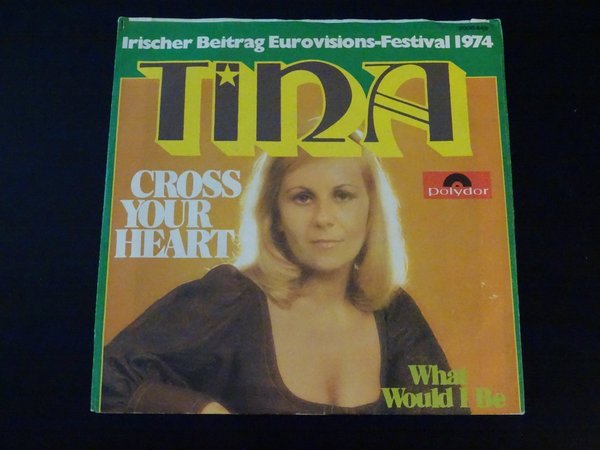 Irischer Beitrag Eurovisions-Festival 1974
TINA
CROSS
YOUR
HEART
polydor
What
Would I Be